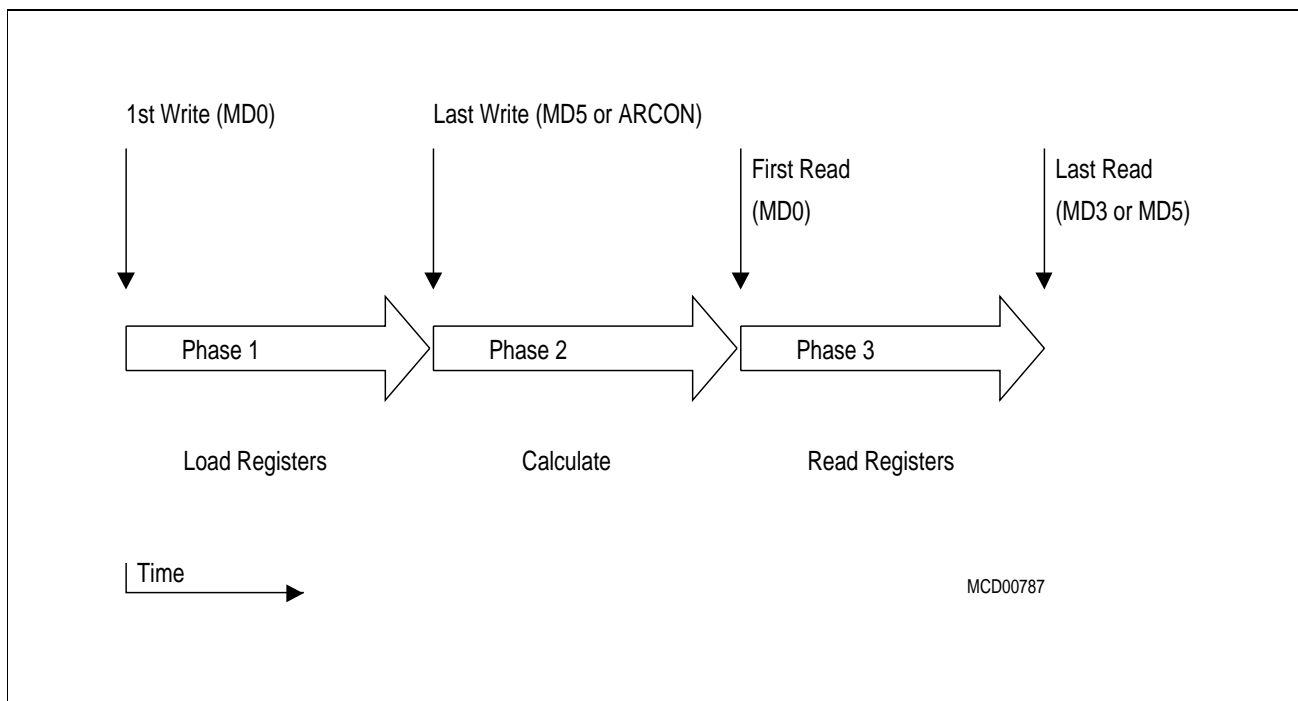 1st Write (MD0)
Last Write (MD5 or ARCON)
First Read
(MD0)
Last Read
(MD3 or MD5)
Phase 1
Phase 2
Phase 3
Load Registers
Calculate
Read Registers
Time
MCD00787